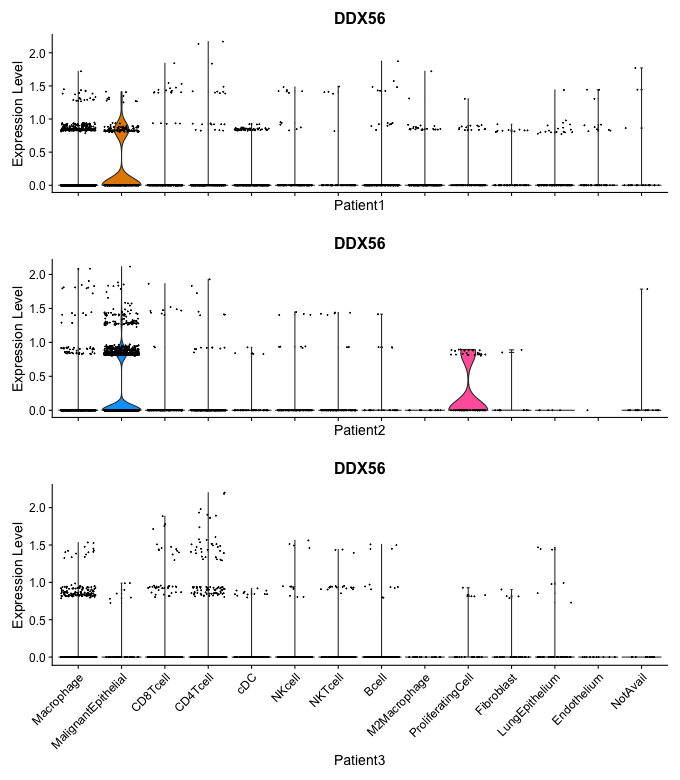 DDX56
Expression Level
2.0
1.5
1.0
0.5
0.0
Patient1
DDX56
Expression Level
2.0
1.5
1.0
0.5
0.0
Patient2
DDX56
Expression Level
2.0
1.5
1.0
0.5
0.0
Macrophage
MalignantEpithelial
CD8Tcell
CD4Tcell
cDC
NKcell
NKTcell
Bcell
M2Macrophage
ProliferatingCell
Fibroblast
LungEpithelium
Endothelium
NotAvail
Patient3